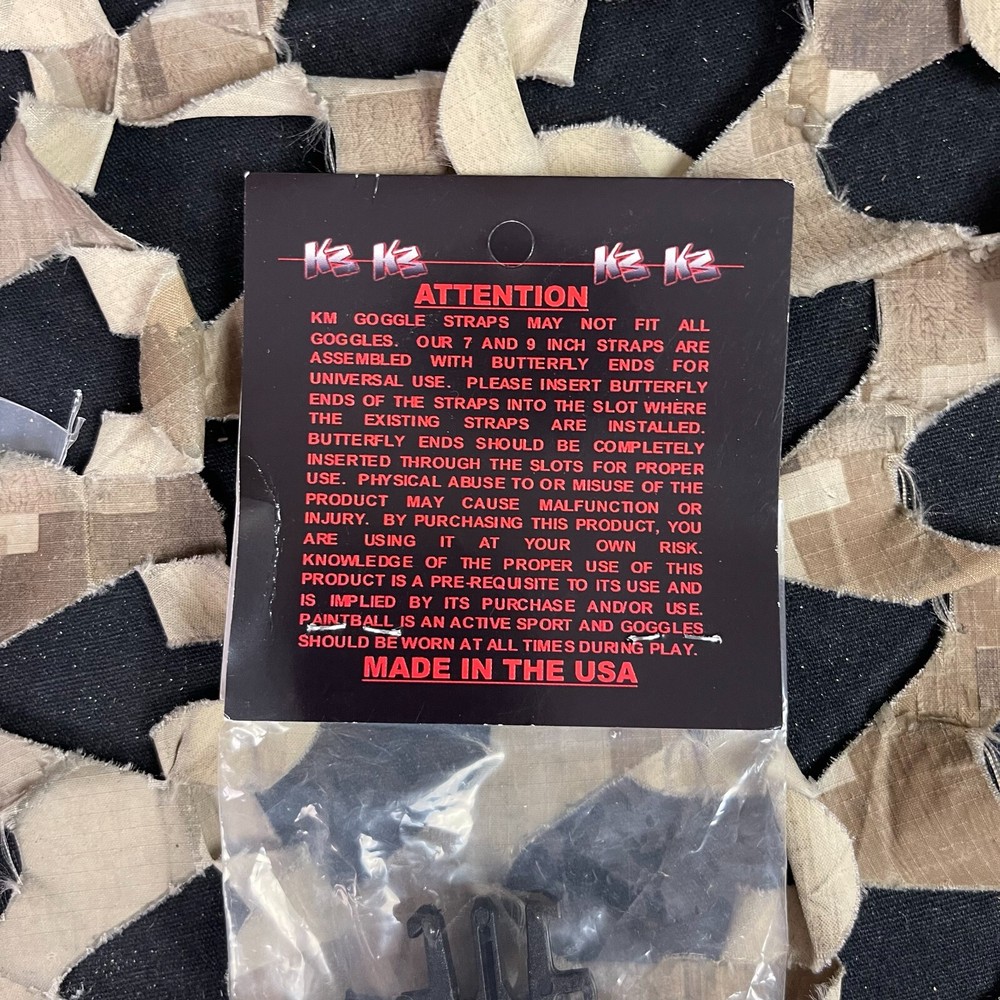 KM KM KM KM
ATTENTION
KM GOGGLE STRAPS MAY NOT FIT ALL
GOGGLES. OUR 7 AND 9 INCH STRAPS ARE
ASSEMBLED WITH BUTTERFLY ENDS FOR
UNIVERSAL USE. PLEASE INSERT BUTTERFLY
ENDS OF THE STRAPS INTO THE SLOT WHERE
THE EXISTING STRAPS ARE INSTALLED.
BUTTERFLY ENDS SHOULD BE COMPLETELY
INSERTED THROUGH THE SLOTS FOR PROPER
USE. PHYSICAL ABUSE TO OR MISUSE OF THE
PRODUCT MAY CAUSE MALFUNCTION OR
INJURY. BY PURCHASING THIS PRODUCT, YOU
ARE USING IT AT YOUR OWN RISK.
KNOWLEDGE OF THE PROPER USE OF THIS
PRODUCT IS A PRE-REQUISITE TO ITS USE AND
IS IMPLIED BY ITS PURCHASE AND/OR USE.
PAINTBALL IS AN ACTIVE SPORT AND GOGGLES
SHOULD BE WORN AT ALL TIMES DURING PLAY.
MADE IN THE USA